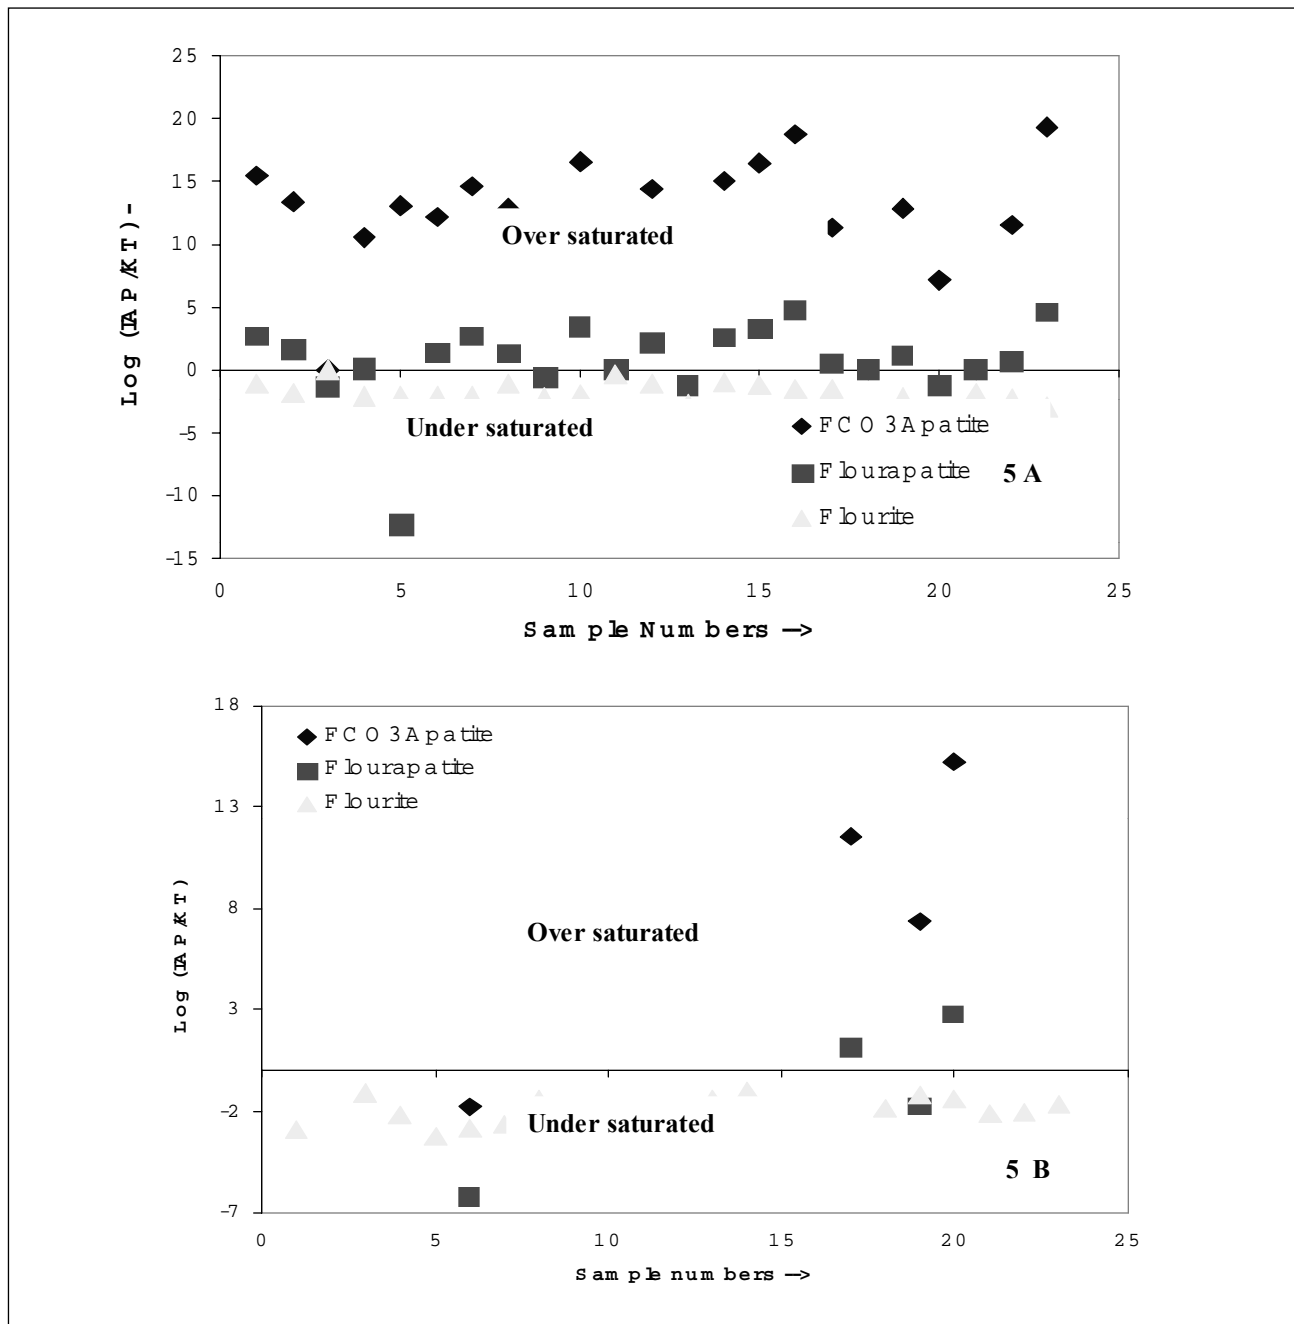 25
20
15
10
5
0
-5
-10
-15
Log (IAP/KT)-
Over saturated
Under saturated
FCO3Apatite
Flourapatite
5 A
Flourite
0 5 10 15 20 25
Sample Numbers -->
18
13
8
3
-2
-7
Log (IAP/KT)
FCO3Apatite
Flourapatite
Flourite
Over saturated
Under saturated
5 B
0 5 10 15 20 25
Sample numbers -->